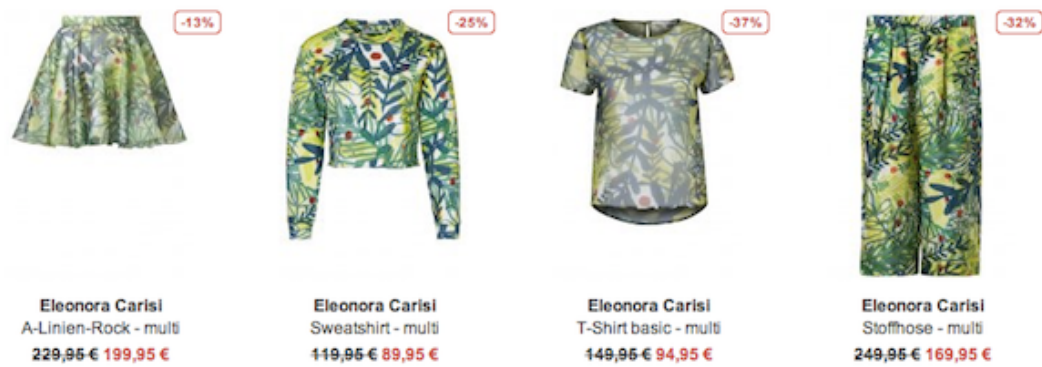 -13%
-25%
-37%
-32%
Eleonora Carisi
A-Linien-Rock - multi
229,95 € 199,95 €
Eleonora Carisi
Sweatshirt - multi
119,95 € 89,95 €
Eleonora Carisi
T-Shirt basic - multi
149,95 € 94,95 €
Eleonora Carisi
Stoffhose - multi
249,95 € 169,95 €